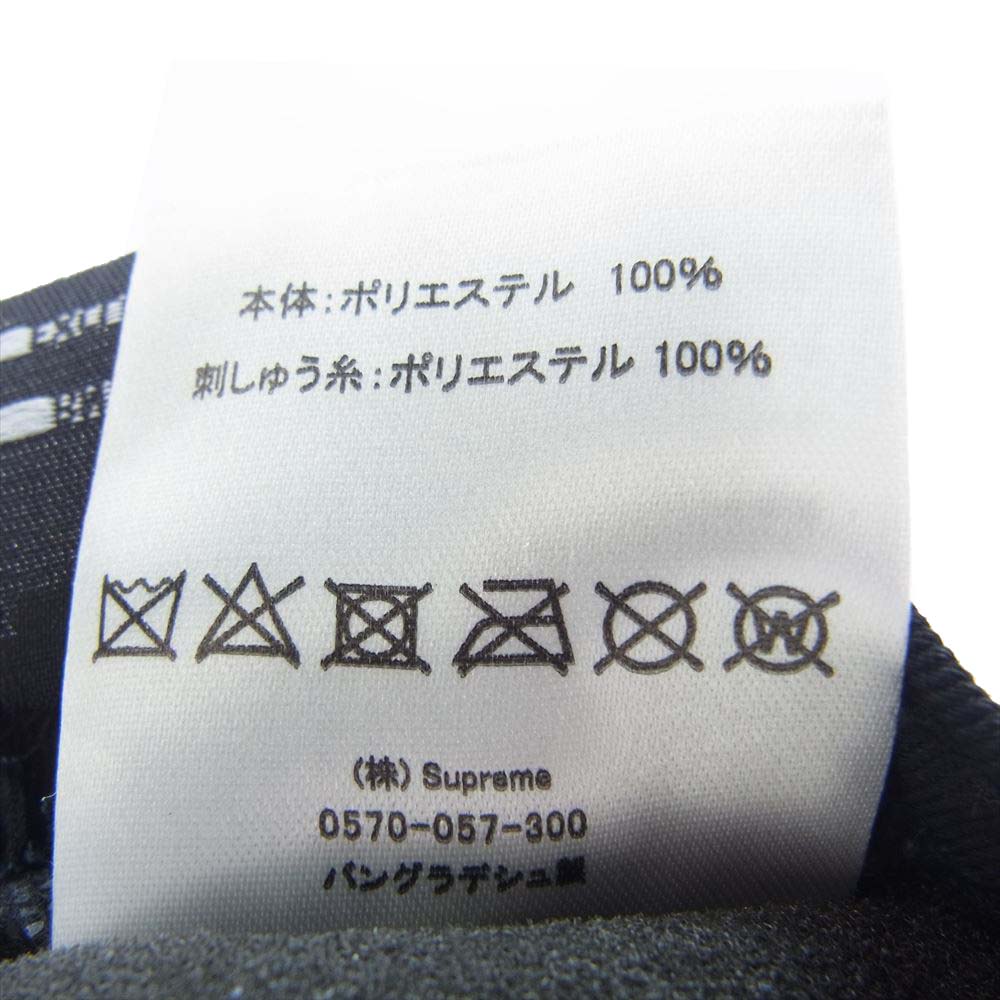 本体:ポリエステル 100%
刺しゅう糸:ポリエステル 100%
W
(株) Supreme
0570-057-300
バングラデシュ製